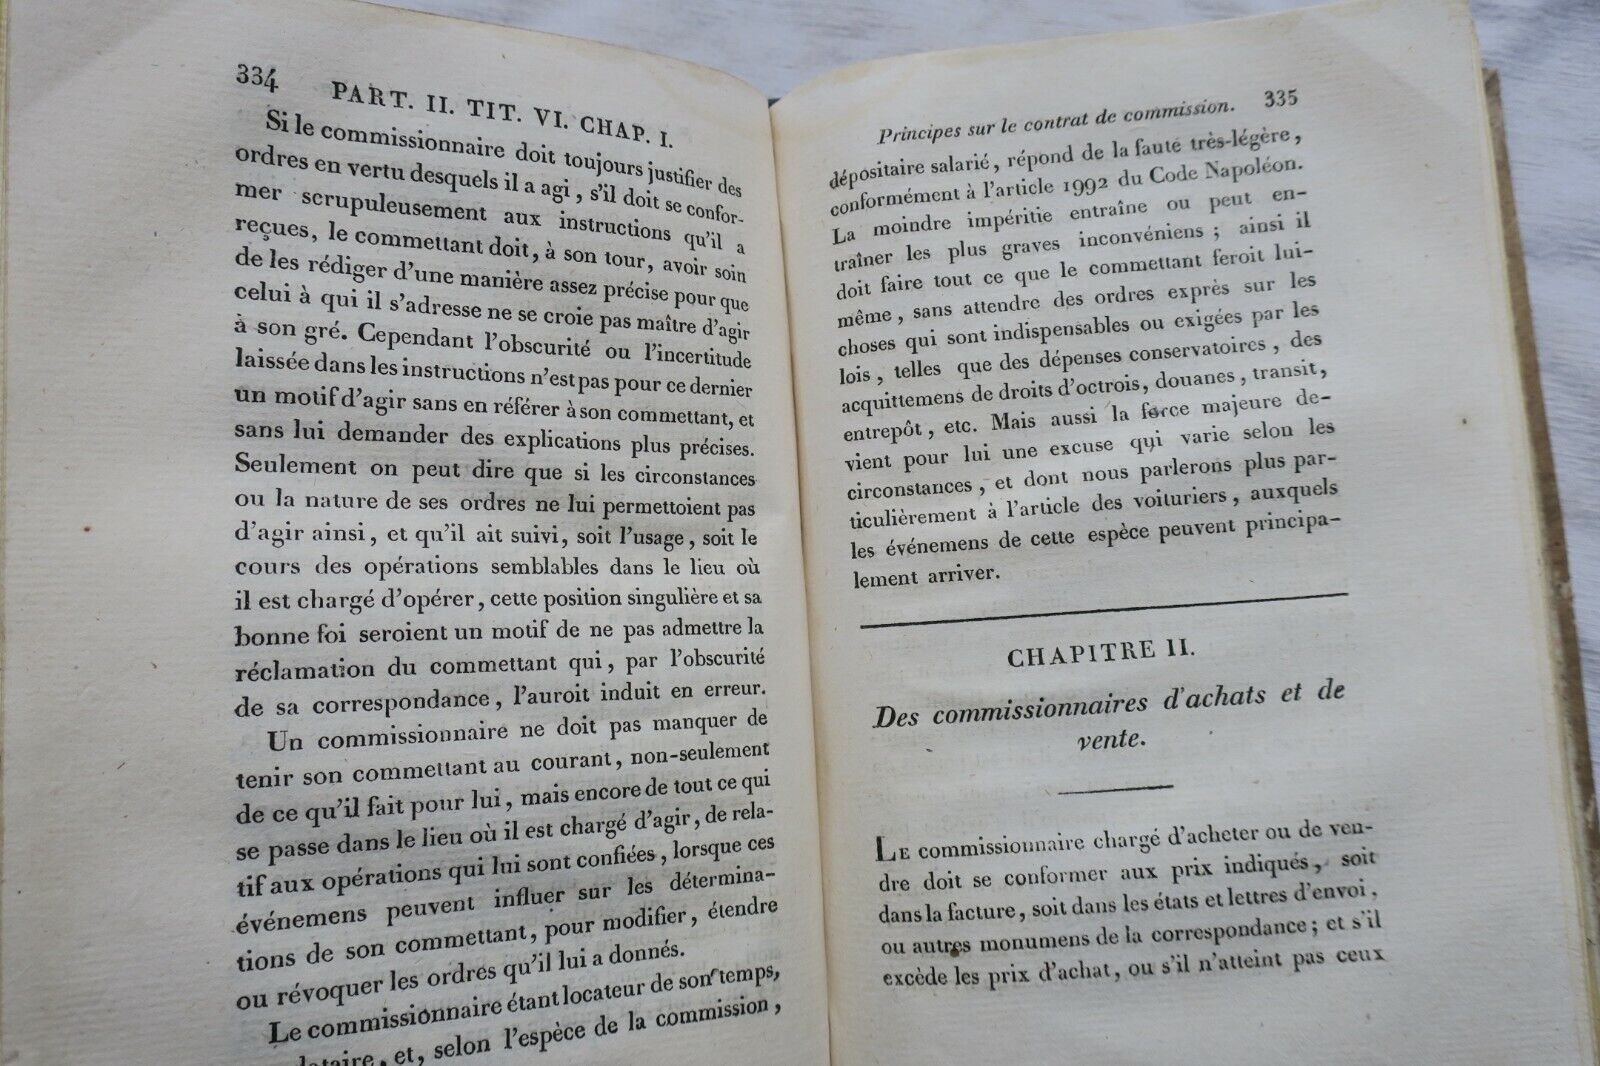 334
PART. II. TIT. VI. CHAP. I.
Si le commissionnaire doit toujours justifier des
ordres en vertu desquels il a agi, s'il doit se confor-
mer scrupuleusement aux instructions qu'il a
reçues, le commettant doit, à son tour, avoir soin
de les rédiger d'une manière assez précise pour que
celui à qui il s'adresse ne se croie pas maître d'agir
à son gré. Cependant l'obscurité ou l'incertitude
laissée dans les instructions n'est pas pour ce dernier
un motif d'agir sans en référer à son commettant, et
sans lui demander des explications plus précises.
Seulement on peut dire que si les circonstances
ou la nature de ses ordres ne lui permettoient pas
d'agir ainsi, et qu'il ait suivi, soit l'usage, soit le
cours des opérations semblables dans le lieu où
il est chargé d'opérer, cette position singulière et sa
bonne foi seroient un motif de ne pas admettre la
réclamation du commettant qui, par l'obscurité
de sa correspondance, l'auroit induit en erreur.
Un commissionnaire ne doit pas manquer de
tenir son commettant au courant, non-seulement
de ce qu'il fait pour lui, mais encore de tout ce qui
se passe dans le lieu où il est chargé d'agir, de rela-
tif aux opérations qui lui sont confiées, lorsque ces
événemens peuvent influer sur les détermina-
tions de son commettant, pour modifier, étendre
ou révoquer les ordres qu'il lui a donnés.
Le commissionnaire étant locateur de son temps,
dataire, et, selon l'espèce de la commission,
Principes sur le contrat de commission. 335
dépositaire salarié, répond de la faute très-légère,
conformément à l'article 1992 du Code Napoléon.
La moindre impéritie entraîne ou peut en-
traîner les plus graves inconvéniens; ainsi il
doit faire tout ce que le commettant feroit lui-
même, sans attendre des ordres exprès sur les
choses qui sont indispensables ou exigées par les
lois, telles que des dépenses conservatoires, des
acquittemens de droits d'octrois, douanes, transit,
entrepôt, etc. Mais aussi la force majeure de-
vient pour lui une excuse qui varie selon les
circonstances, et dont nous parlerons plus par-
ticulièrement à l'article des voituriers, auxquels
les événemens de cette espèce peuvent principa-
lement arriver.
CHAPITRE II.
Des commissionnaires d'achats et de
vente.
LE commissionnaire chargé d'acheter ou de ven-
dre doit se conformer aux prix indiqués, soit
dans la facture, soit dans les états et lettres d'envoi,
ou autres monumens de la correspondance; et s'il
excède les prix d'achat, ou s'il n'atteint pas ceux